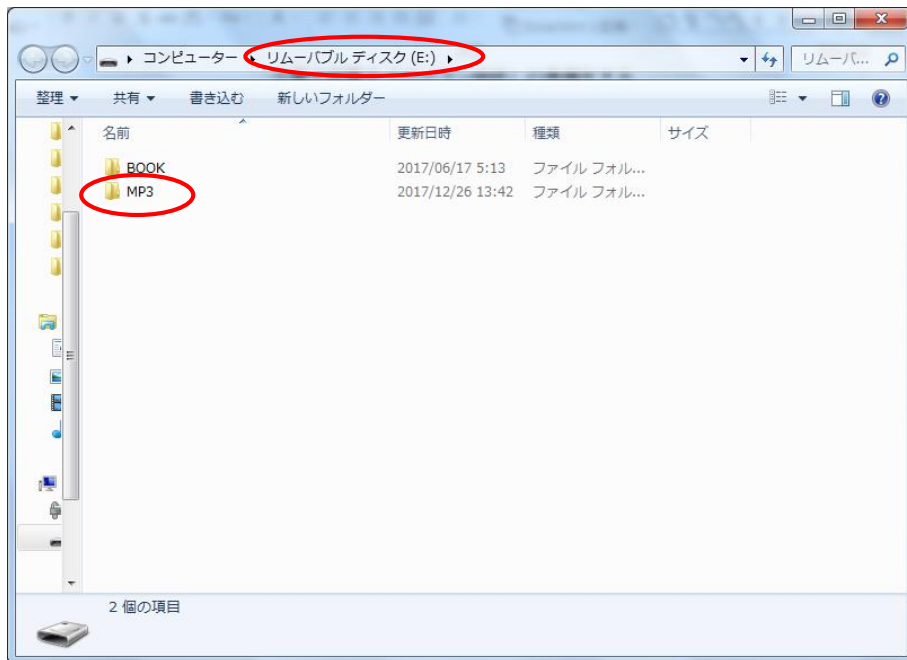 コンピューター リムーバブル ディスク (E:) リムーバ...
整理 共有 書き込む 新しいフォルダー
名前 更新日時 種類 サイズ
BOOK 2017/06/17 5:13 ファイル フォル...
MP3 2017/12/26 13:42 ファイル フォル...
2 個の項目